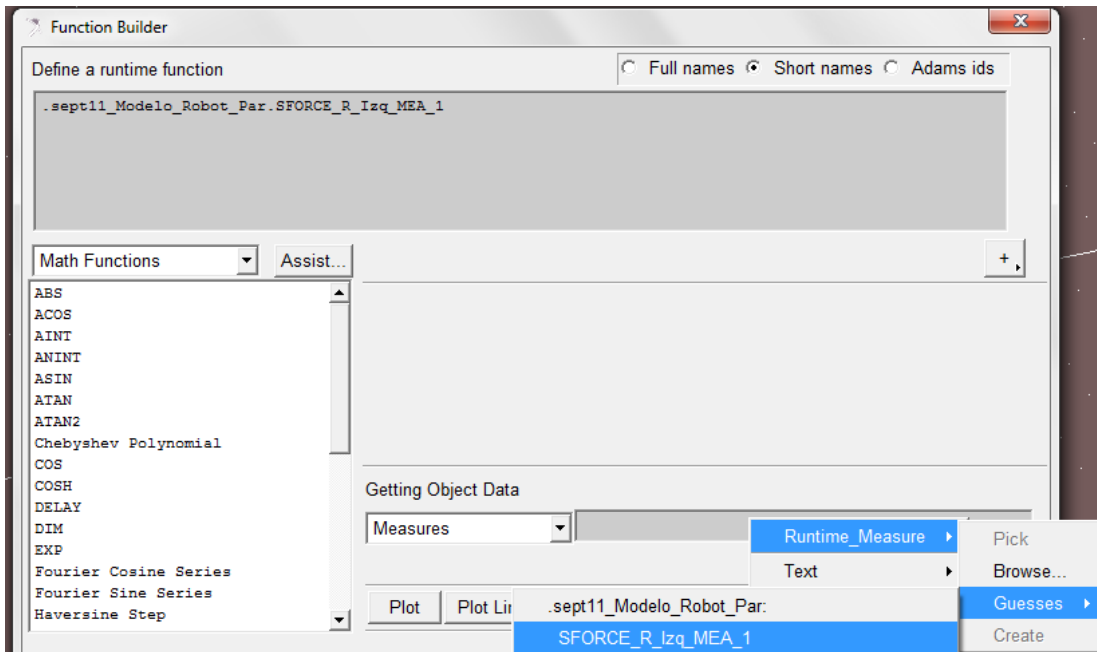 Function Builder
X
Define a runtime function
Full names Short names Adams ids
.sept11_Modelo_Robot_Par.SFORCE_R_Izq_MEA_1
Math Functions Assist... +
ABS
ACOS
AINT
ANINT
ASIN
ATAN
ATAN2
Chebyshev Polynomial
COS
COSH
DELAY
DIM
EXP
Fourier Cosine Series
Fourier Sine Series
Haversine Step
Getting Object Data
Measures
Runtime_Measure
Text
Pick
Browse...
Guesses
Create
Plot Plot Lir
.sept11_Modelo_Robot_Par:
SFORCE_R_Izq_MEA_1